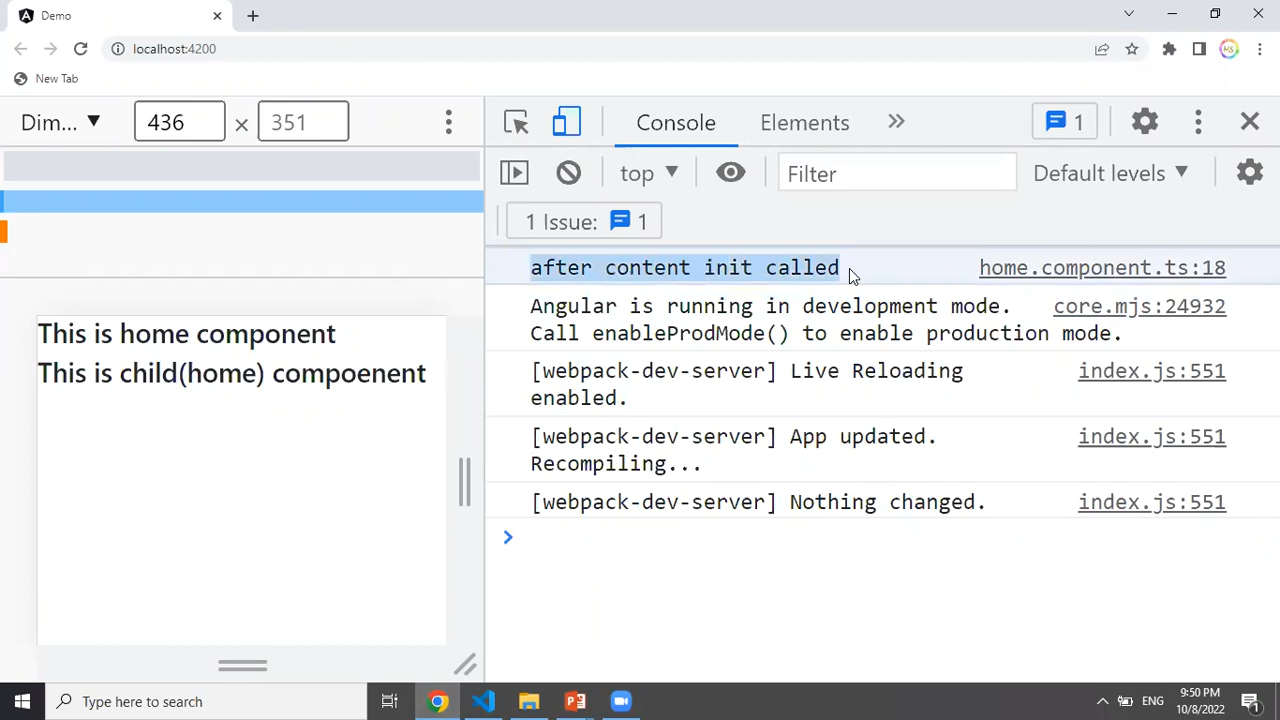 Demo
localhost:4200
MS
New Tab
Dim... 436 × 351
Console Elements 1
top Filter Default levels
1 Issue: 1
after content init called home.component.ts:18
Angular is running in development mode. core.mjs:24932
Call enableProdMode() to enable production mode.
[webpack-dev-server] Live Reloading index.js:551
enabled.
[webpack-dev-server] App updated. index.js:551
Recompiling...
[webpack-dev-server] Nothing changed. index.js:551
This is home component
This is child(home) compoenent
Type here to search
ENG
9:50 PM
10/8/2022
1